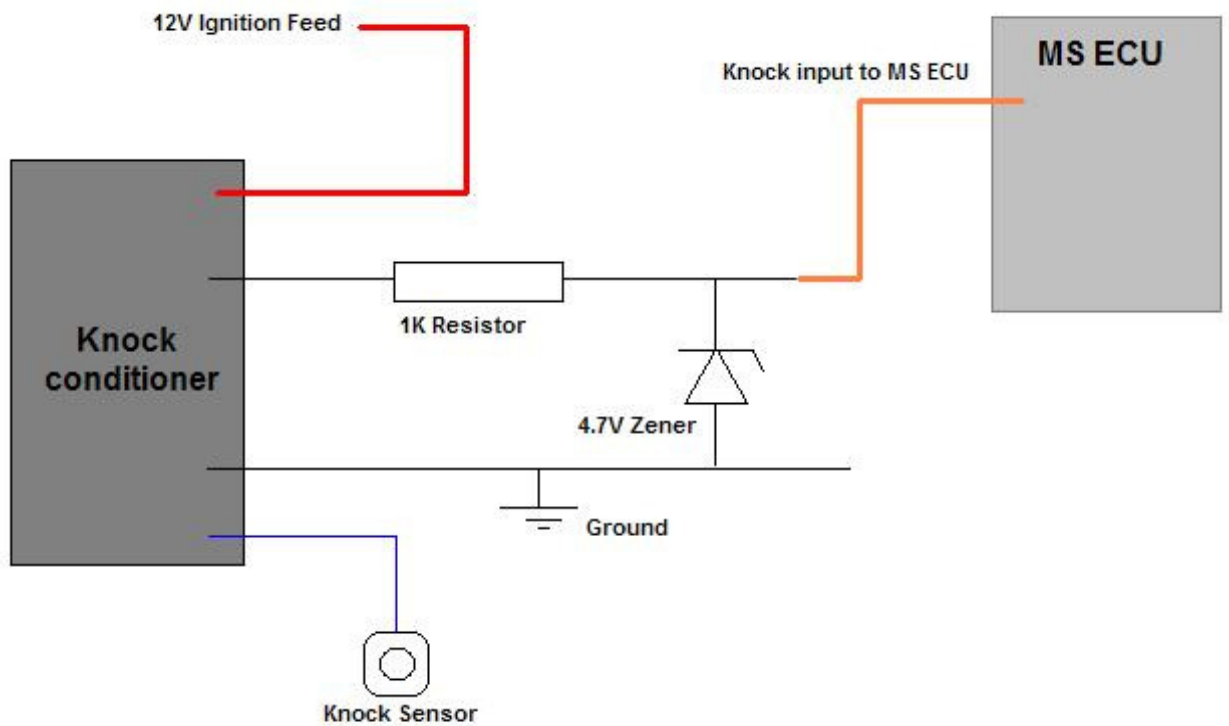 12V Ignition Feed
MS ECU
Knock input to MS ECU
1K Resistor
Knock
conditioner
4.7V Zener
Ground
Knock Sensor